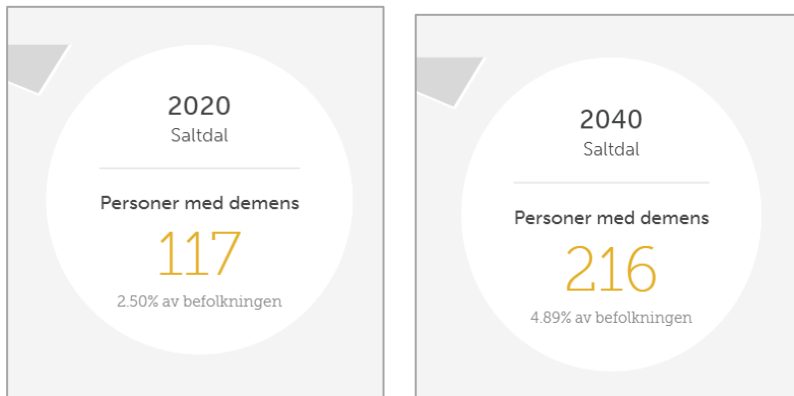 2020
Saltdal
Personer med demens
117
2.50% av befolkningen
2040
Saltdal
Personer med demens
216
4.89% av befolkningen